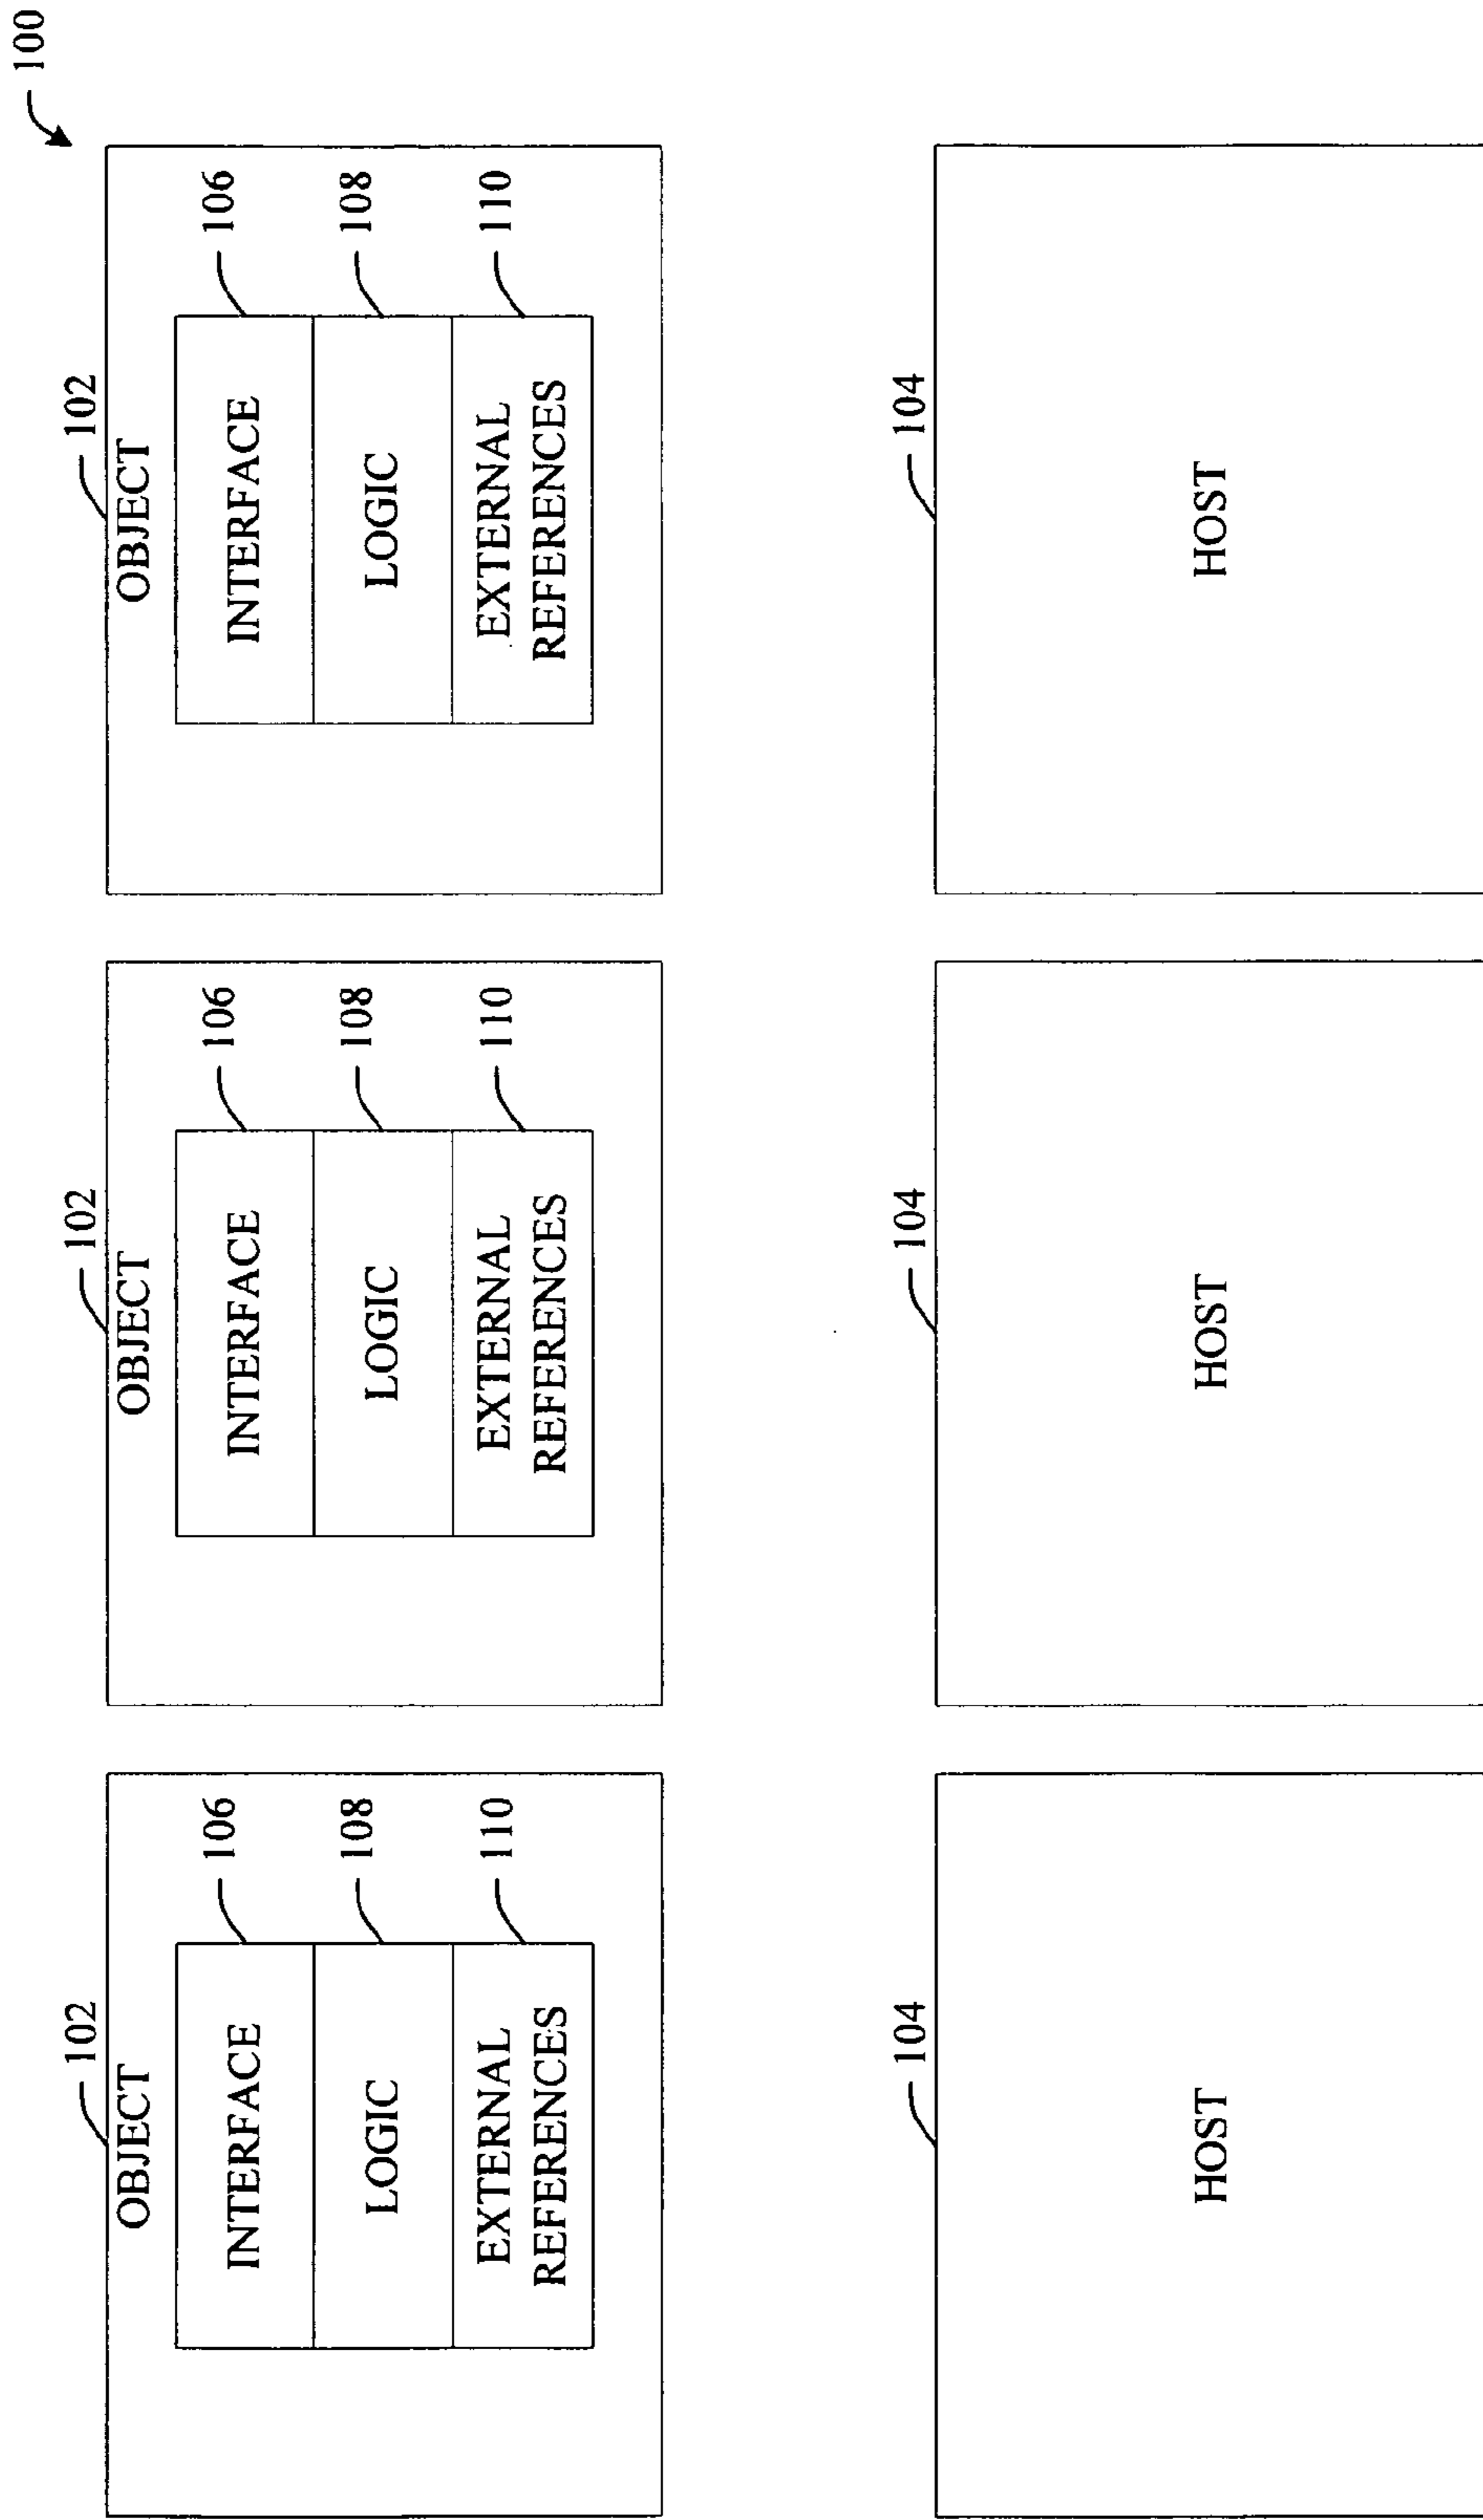 100
102
OBJECT
INTERFACE
106
LOGIC
108
EXTERNAL
REFERENCES
110
102
OBJECT
INTERFACE
106
LOGIC
108
EXTERNAL
REFERENCES
110
102
OBJECT
INTERFACE
106
LOGIC
108
EXTERNAL
REFERENCES
110
104
HOST
104
HOST
104
HOST